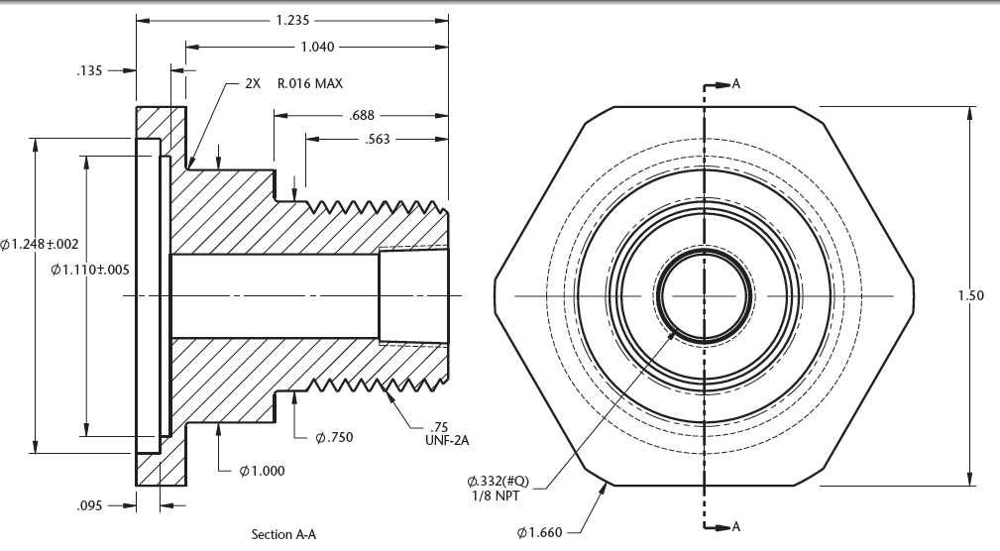 1.235
1.040
.135
2X R.016 MAX
A
.688
.563
Ø1.248±.002
Ø1.110±.005
1.50
Ø.750
.75
UNF-2A
Ø1.000
Ø.332(#Q)
1/8 NPT
.095
A
Ø1.660
Section A-A